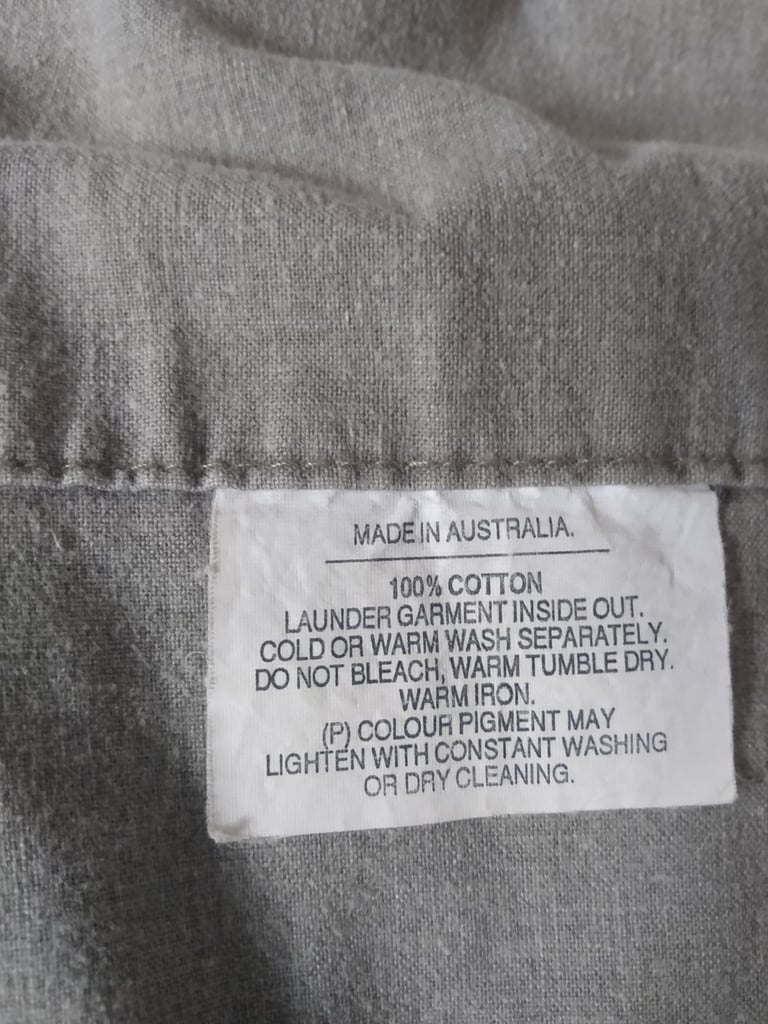 MADE IN AUSTRALIA.
100% COTTON
LAUNDER GARMENT INSIDE OUT.
COLD OR WARM WASH SEPARATELY.
DO NOT BLEACH, WARM TUMBLE DRY.
WARM IRON.
(P) COLOUR PIGMENT MAY
LIGHTEN WITH CONSTANT WASHING
OR DRY CLEANING.